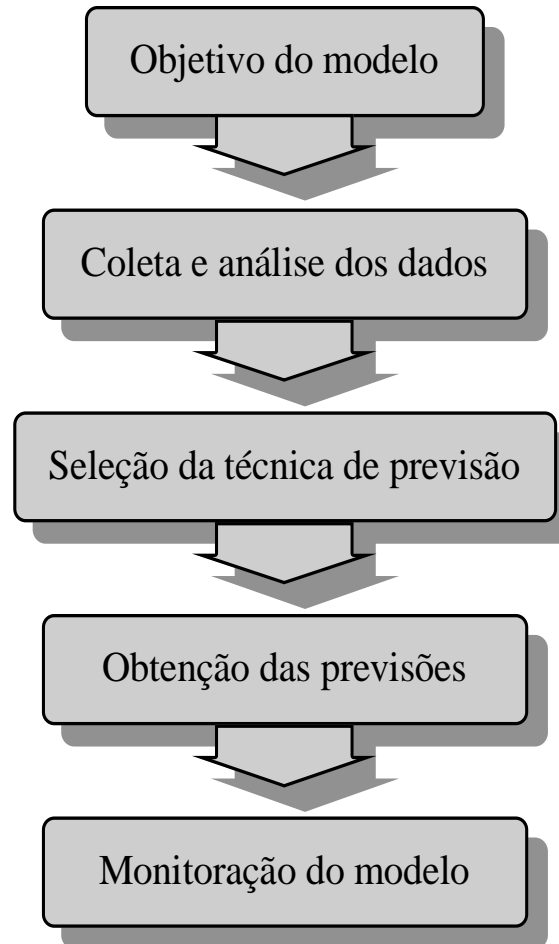 Objetivo do modelo
Coleta e análise dos dados
Seleção da técnica de previsão
Obtenção das previsões
Monitoração do modelo